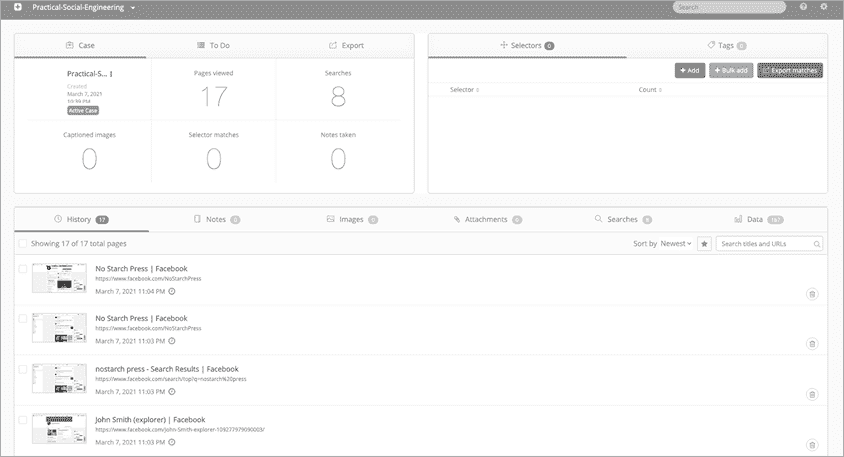 Practical-Social-Engineering
Search
Case
To Do
Export
Practical-S...
Created
March 7, 2021
Active Case
Pages viewed
17
Searches
8
Captioned images
0
Selector matches
0
Notes taken
0
Selectors 0
Tags 0
+ Add
+ Bulk add
Export matches
Selector
Count
History 17
Notes 0
Images 0
Attachments 0
Searches 8
Data 167
Showing 17 of 17 total pages
Sort by Newest
Search titles and URLs
No Starch Press | Facebook
https://www.facebook.com/NoStarchPress
March 7, 2021 11:04 PM
No Starch Press | Facebook
https://www.facebook.com/NoStarchPress
March 7, 2021 11:03 PM
nostarch press - Search Results | Facebook
https://www.facebook.com/search/top?q=nostarch%20press
March 7, 2021 11:03 PM
John Smith (explorer) | Facebook
https://www.facebook.com/John-Smith-explorer-109277979090003/
March 7, 2021 11:03 PM